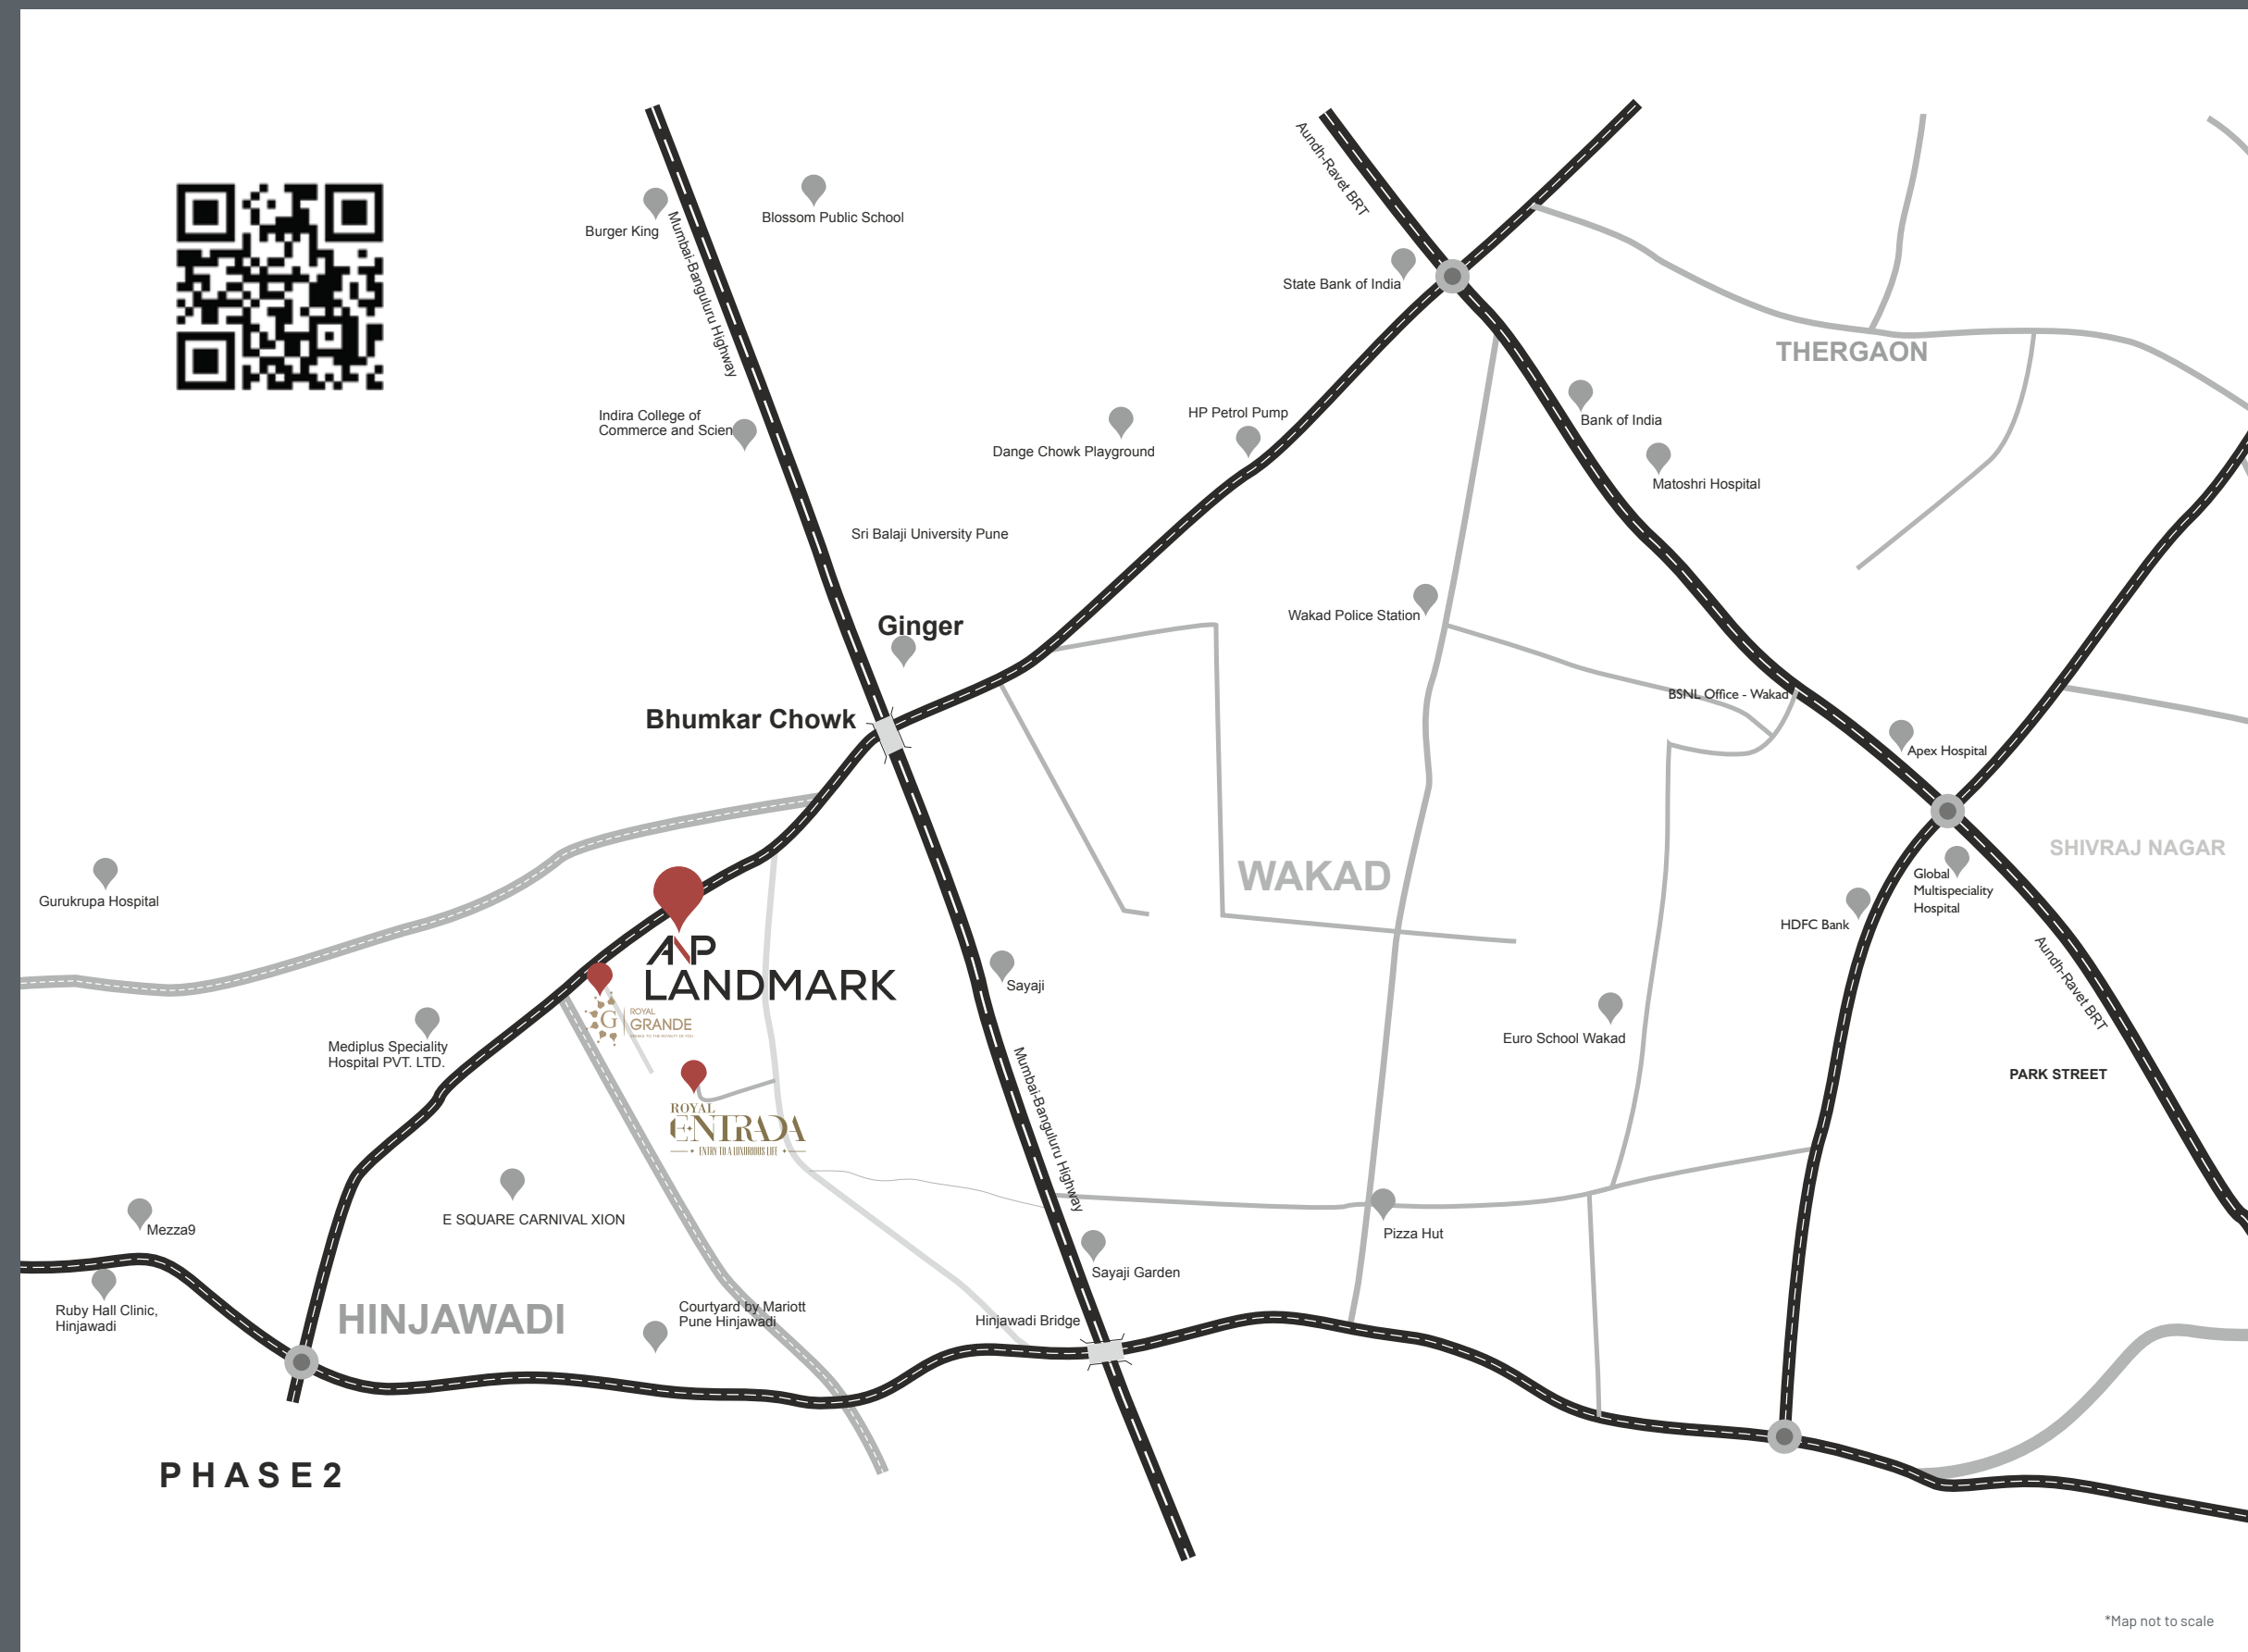 Aundh-Ravet BRT
Burger King
Blossom Public School
Mumbai-Banguluru Highway
State Bank of India
THERGAON
Indira College of
Commerce and Scien
HP Petrol Pump
Dange Chowk Playground
Bank of India
Matoshri Hospital
Sri Balaji University Pune
Ginger
Wakad Police Station
Bhumkar Chowk
BSNL Office - Wakad
Apex Hospital
SHIVRAJ NAGAR
WAKAD
Gurukrupa Hospital
Global
Multispeciality
Hospital
HDFC Bank
ANP
LANDMARK
Sayaji
Aundh-Ravet BRT
G
ROYAL
GRANDE
Mediplus Speciality
Hospital PVT. LTD.
Euro School Wakad
PARK STREET
Mumbai-Banguluru Highway
ROYAL
ENTRADA
ENTRY TO A LUXURIOUS LIFE
E SQUARE CARNIVAL XION
Mezza9
Pizza Hut
Sayaji Garden
Ruby Hall Clinic,
Hinjawadi
HINJAWADI
Courtyard by Mariott
Pune Hinjawadi
Hinjawadi Bridge
PHASE2
*Map not to scale